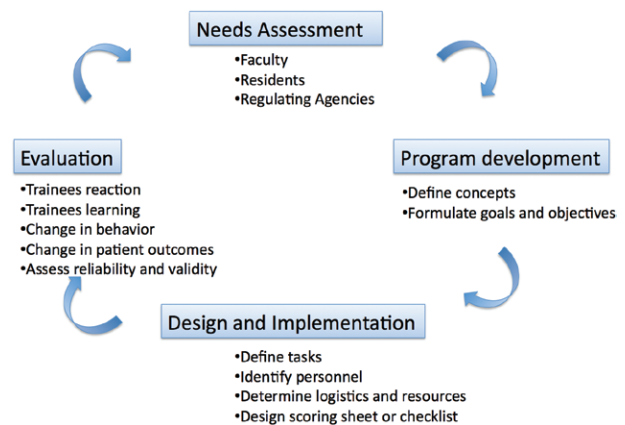 Needs Assessment
•Faculty
•Residents
•Regulating Agencies
Program development
•Define concepts
•Formulate goals and objectives
Design and Implementation
•Define tasks
•Identify personnel
•Determine logistics and resources
•Design scoring sheet or checklist
Evaluation
•Trainees reaction
•Trainees learning
•Change in behavior
•Change in patient outcomes
•Assess reliability and validity